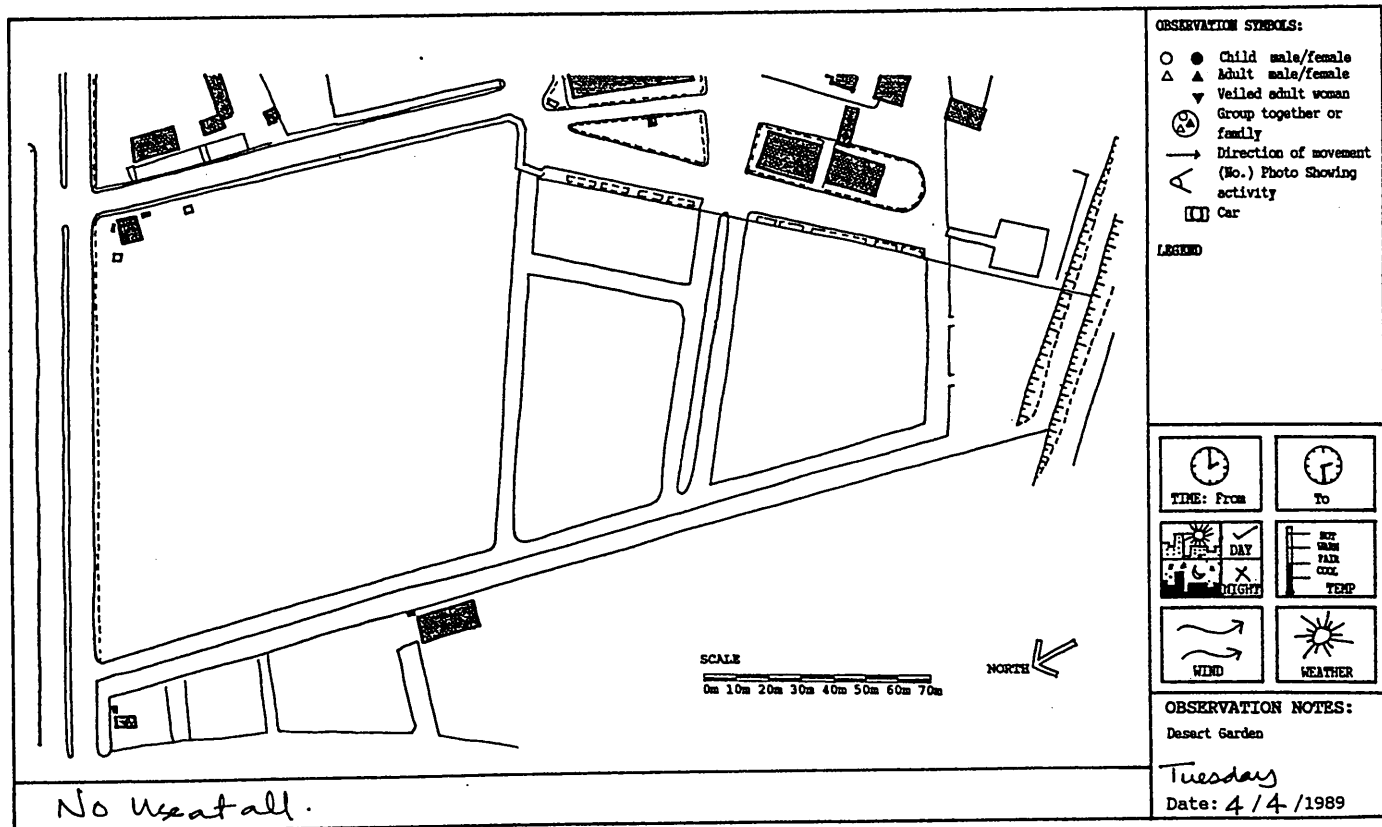 OBSERVATION SYMBOLS:
Child male/female
Adult male/female
Veiled adult woman
Group together or
family
Direction of movement
(No.) Photo Showing
activity
Car
LEGEND
TIME: From
To
DAY
NIGHT
HOT
WARM
FAIR
COOL
TEMP
WIND
WEATHER
SCALE
0m 10m 20m 30m 40m 50m 60m 70m
NORTH
OBSERVATION NOTES:
Desert Garden
Tuesday
Date: 4/4/1989
No Use at all.